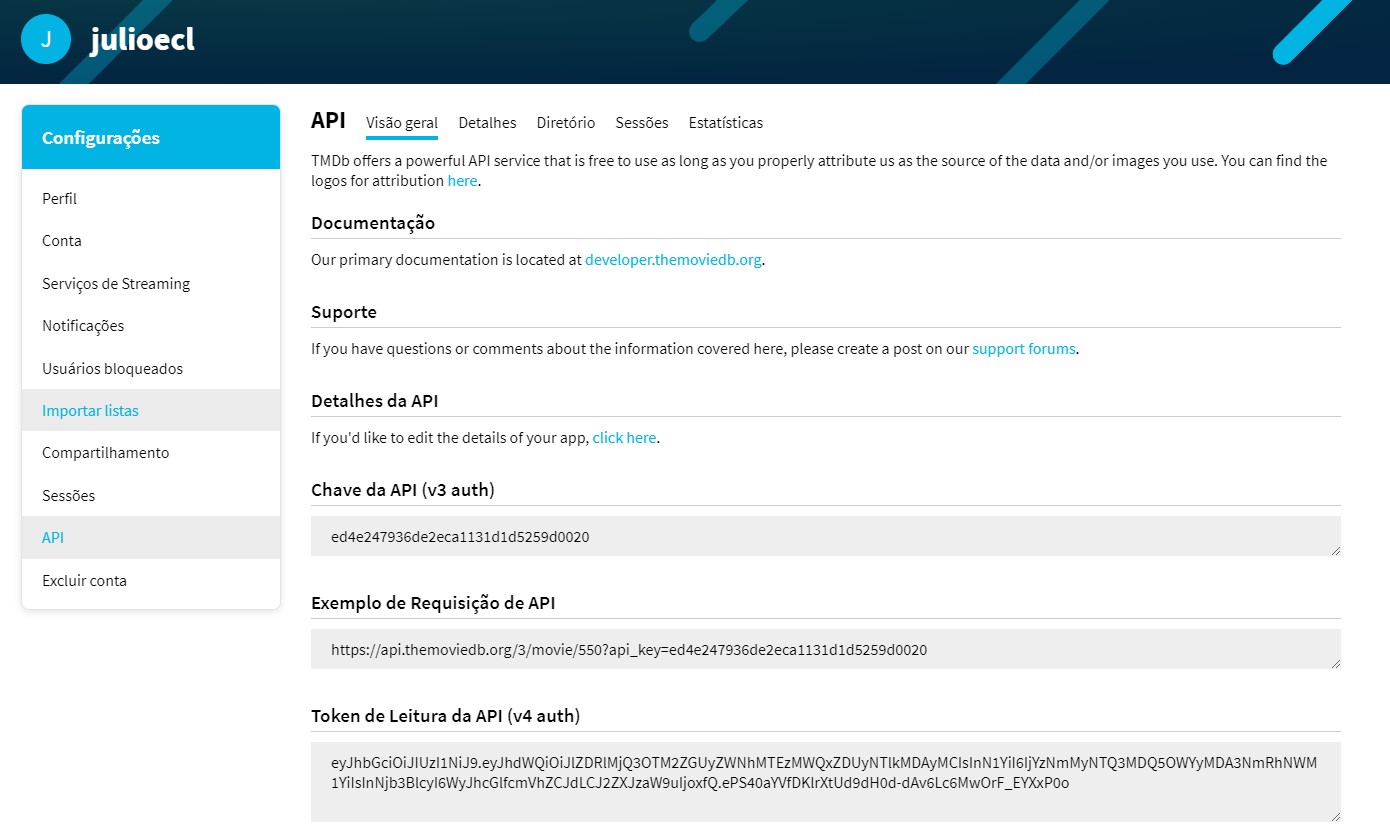 J
julioecl
Configurações
Perfil
Conta
Serviços de Streaming
Notificações
Usuários bloqueados
Importar listas
Compartilhamento
Sessões
API
Excluir conta
API Visão geral Detalhes Diretório Sessões Estatísticas
TMDb offers a powerful API service that is free to use as long as you properly attribute us as the source of the data and/or images you use. You can find the
logos for attribution here.
Documentação
Our primary documentation is located at developer.themoviedb.org.
Suporte
If you have questions or comments about the information covered here, please create a post on our support forums.
Detalhes da API
If you'd like to edit the details of your app, click here.
Chave da API (v3 auth)
ed4e247936de2eca1131d1d5259d0020
Exemplo de Requisição de API
https://api.themoviedb.org/3/movie/550?api_key=ed4e247936de2eca1131d1d5259d0020
Token de Leitura da API (v4 auth)
eyJhbGciOiJIUzI1NiJ9.eyJhdWQiOiJlZDRlMjQ3OTM2ZGUyZWNhMTEzMWQxZDUyNTlkMDAyMCIsInN1YiI6IjYzNmMyNTQ3MDQ5OWYyMDA3NmRhNWM
1YiIsInNjb3BlcyI6WyJhcGlfcmVhZCJdLCJ2ZXJzaW9uIjoxfQ.ePS40aYVfDKlrXtUd9dH0d-dAv6Lc6MwOrF_EYXxP0o